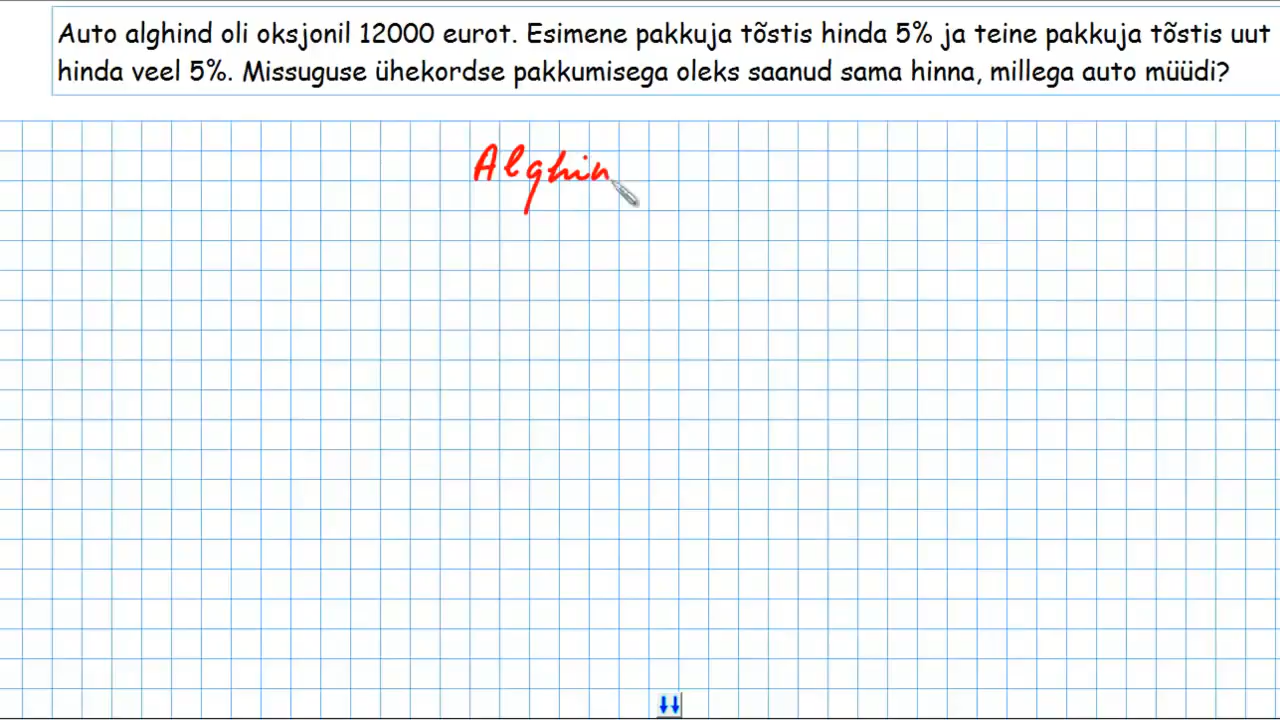 Auto alghind oli oksjonil 12000 eurot. Esimene pakkuja tõstis hinda 5% ja teine pakkuja tõstis uut
hinda veel 5%. Missuguse ühekordse pakkumisega oleks saanud sama hinna, millega auto müüdi?
Alghin